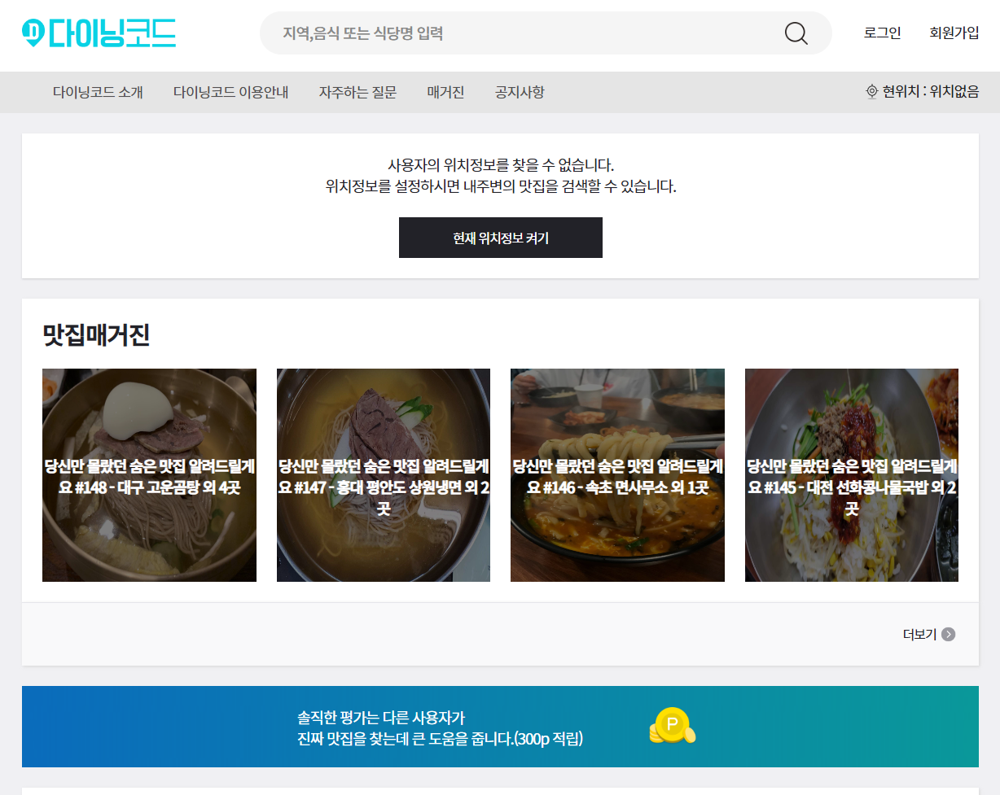 다이닝코드
지역,음식 또는 식당명 입력
로그인
회원가입
다이닝코드 소개
다이닝코드 이용안내
자주하는 질문
매거진
공지사항
현위치 : 위치없음
사용자의 위치정보를 찾을 수 없습니다.
위치정보를 설정하시면 내주변의 맛집을 검색할 수 있습니다.
현재 위치정보 켜기
맛집매거진
당신만 몰랐던 숨은 맛집 알려드릴게
요 #148 - 대구 고운곰탕 외 4곳
당신만 몰랐던 숨은 맛집 알려드릴게
요 #147 - 홍대 평안도 상원냉면 외 2
곳
당신만 몰랐던 숨은 맛집 알려드릴게
요 #146 - 속초 면사무소 외 1곳
당신만 몰랐던 숨은 맛집 알려드릴게
요 #145 - 대전 선화콩나물국밥 외 2
곳
더보기
솔직한 평가는 다른 사용자가
진짜 맛집을 찾는데 큰 도움을 줍니다.(300p 적립)
P